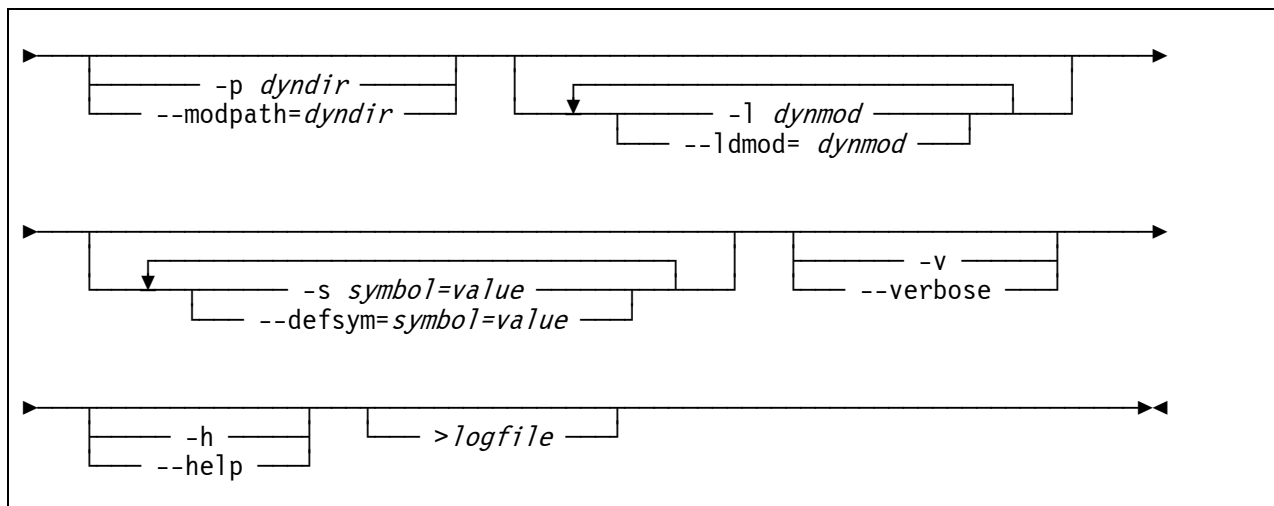 -p dyndir
--modpath=dyndir
-l dynmod
--ldmod= dynmod
-s symbol=value
--defsym=symbol=value
-v
--verbose
-h
--help
>logfile